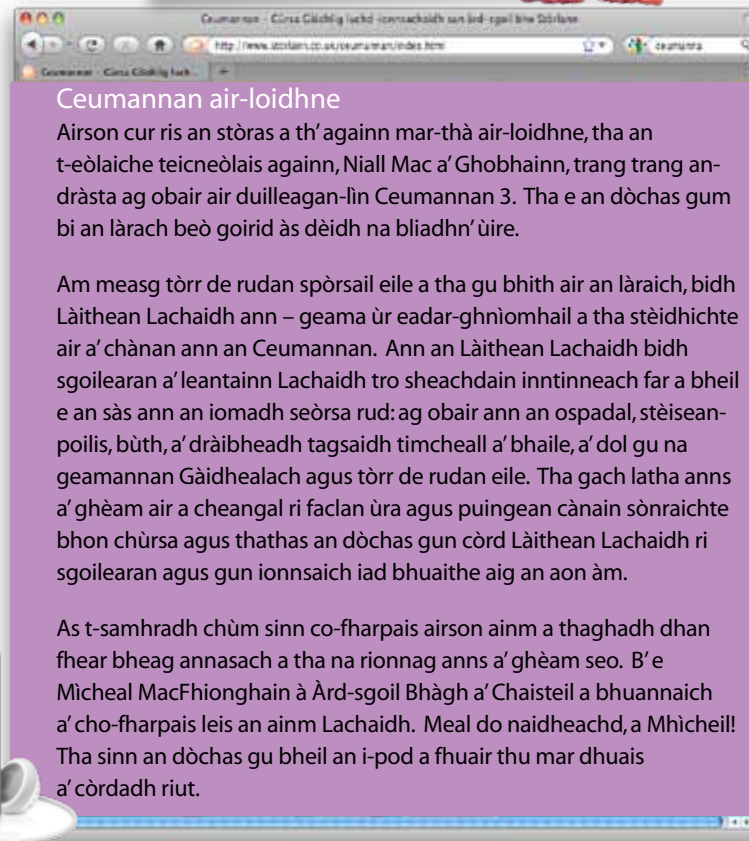 Ceumannan air-loidhne
Airson cur ris an stòras a th’ againn mar-thà air-loidhne, tha an
t-eòlaiche teicneòlais againn, Niall Mac a’ Ghobhainn, trang trang an-
dràsta ag obair air duilleagan-lìn Ceumannan 3. Tha e an dòchas gum
bi an làrach beò goirid às dèidh na bliadhn’ ùire.
Am measg tòrr de rudan spòrsail eile a tha gu bhith air an làraich, bidh
Làithean Lachaidh ann – geama ùr eadar-ghnìomhail a tha stèidhichte
air a’ chànan ann an Ceumannan. Ann an Làithean Lachaidh bidh
sgoilearan a’ leantainn Lachaidh tro sheachdain inntinneach far a bheil
e an sàs ann an iomadh seòrsa rud: ag obair ann an ospadal, stèisean-
poilis, bùth, a’ dràibheadh tagsaidh timcheall a’ bhaile, a’ dol gu na
geamannan Gàidhealach agus tòrr de rudan eile. Tha gach latha anns
a’ ghèam air a cheangal ri faclan ùra agus puingean cànain sònraichte
bhon chùrsa agus thathas an dòchas gun còrd Làithean Lachaidh ri
sgoilearan agus gun ionnsaich iad bhuaithe aig an aon àm.
As t-samhradh chùm sinn co-fharpais airson ainm a thaghadh dhan
fhear bheag annasach a tha na rionnag anns a’ ghèam seo. B’ e
Mìcheal MacFhionghain à Àrd-sgoil Bhàgh a’ Chaisteil a bhuannaich
a’ cho-fharpais leis an ainm Lachaidh. Meal do naidheachd, a Mhìcheil!
Tha sinn an dòchas gu bheil an i-pod a fhuair thu mar dhuais
a’ còrdadh riut.